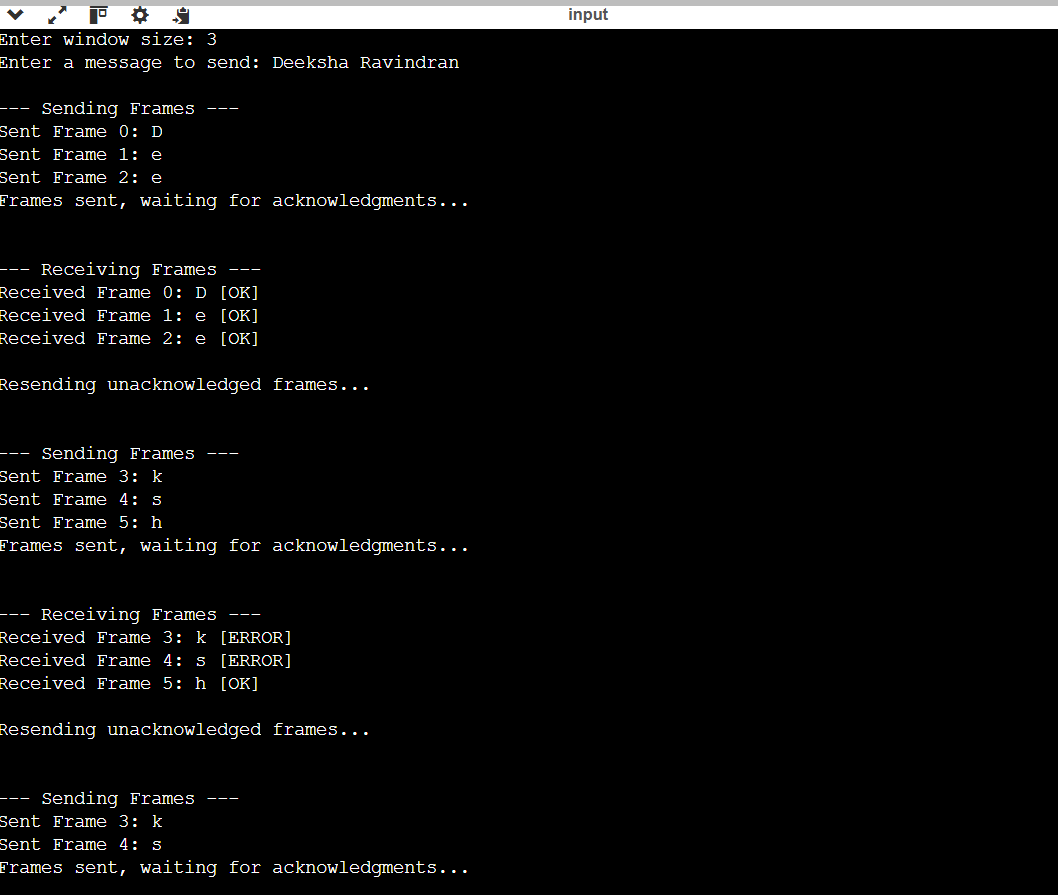 input
Enter window size: 3
Enter a message to send: Deeksha Ravindran
--- Sending Frames ---
Sent Frame 0: D
Sent Frame 1: e
Sent Frame 2: e
Frames sent, waiting for acknowledgments...
--- Receiving Frames ---
Received Frame 0: D [OK]
Received Frame 1: e [OK]
Received Frame 2: e [OK]
Resending unacknowledged frames...
--- Sending Frames ---
Sent Frame 3: k
Sent Frame 4: s
Sent Frame 5: h
Frames sent, waiting for acknowledgments...
--- Receiving Frames ---
Received Frame 3: k [ERROR]
Received Frame 4: s [ERROR]
Received Frame 5: h [OK]
Resending unacknowledged frames...
--- Sending Frames ---
Sent Frame 3: k
Sent Frame 4: s
Frames sent, waiting for acknowledgments...